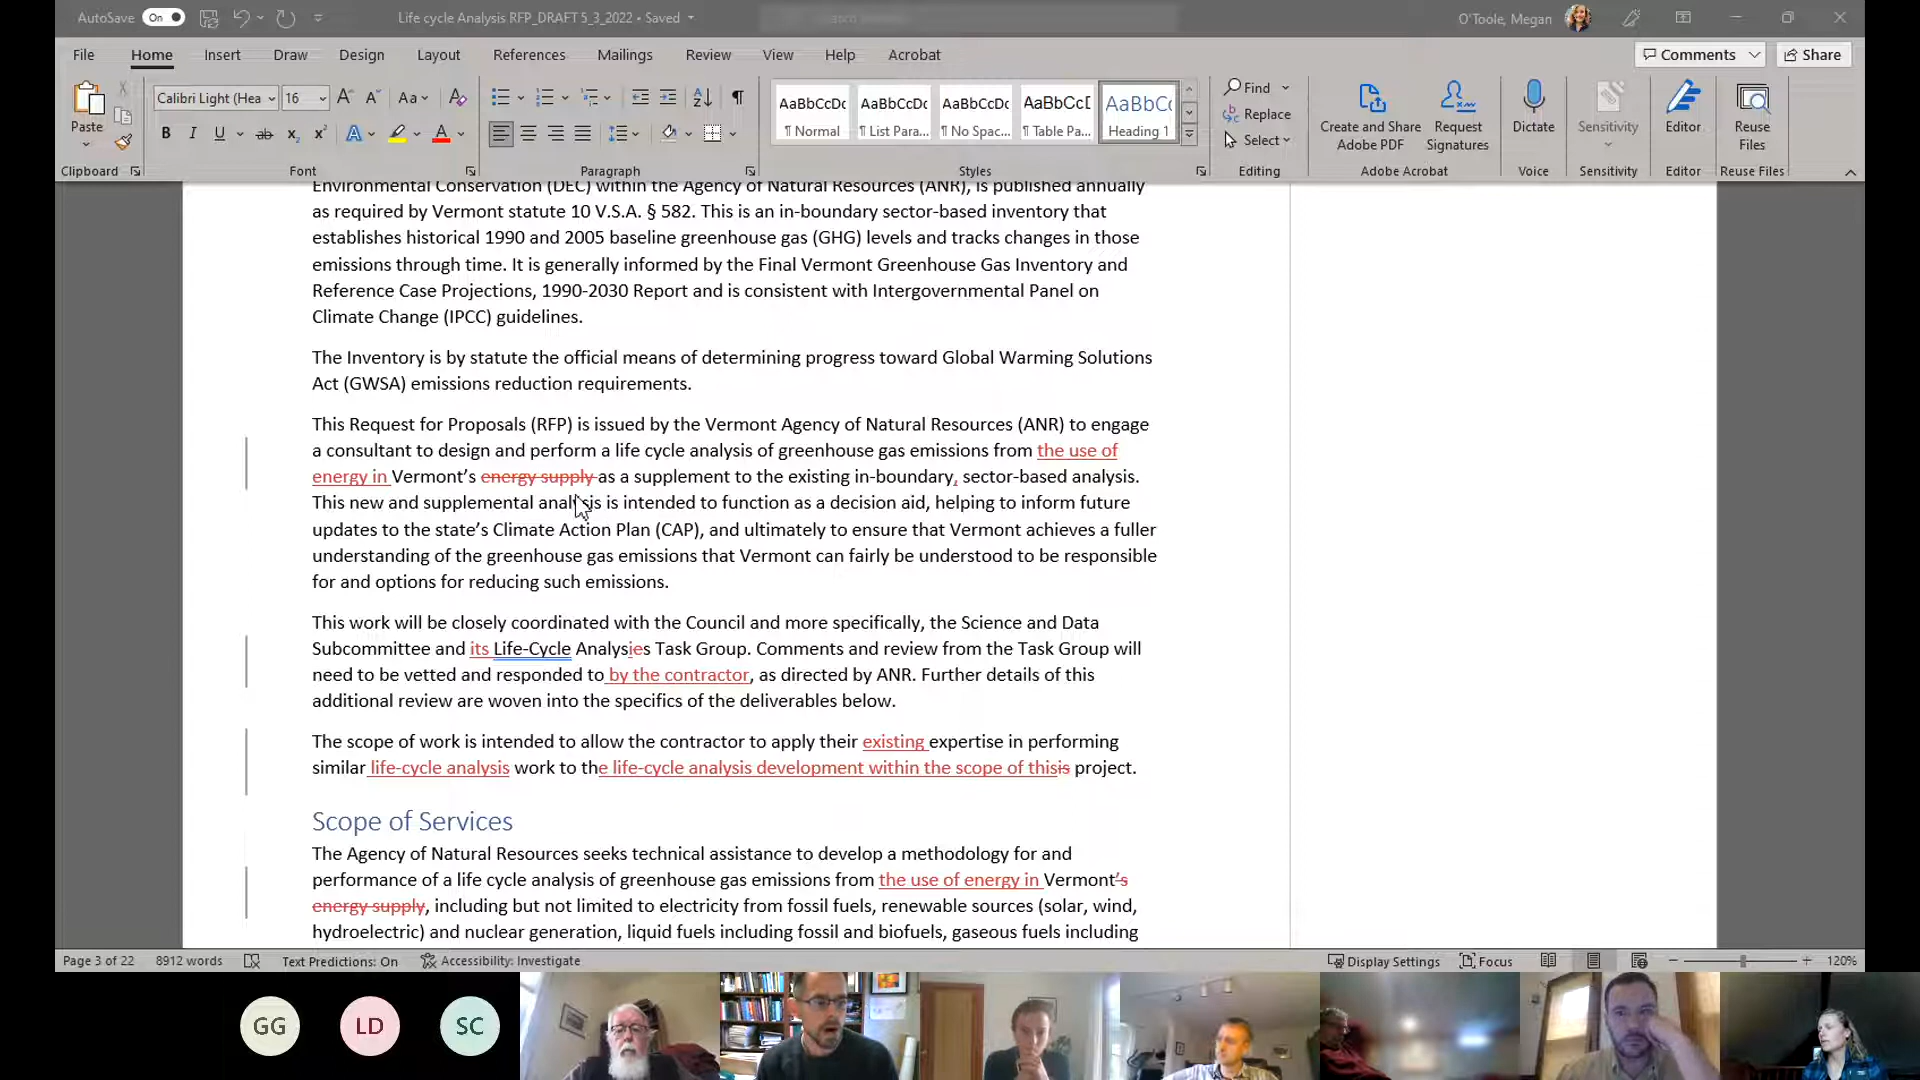 AutoSave On Life cycle Analysis RFP_DRAFT 5_3_2022 • Saved O'Toole, Megan
File Home Insert Draw Design Layout References Mailings Review View Help Acrobat Comments Share
Paste Calibri Light (Hea 16 Aa
B I U ab x₂ x² A A
AaBbCcDc AaBbCcDc AaBbCcDc AaBbCcD AaBbCc
¶ Normal ¶ List Para... ¶ No Spac... ¶ Table Pa... Heading 1
Find
Replace
Select
Create and Share Adobe PDF
Request Signatures
Dictate
Sensitivity
Editor
Reuse Files
Clipboard Font Paragraph Styles Editing Adobe Acrobat Voice Sensitivity Editor Reuse Files
Environmental Conservation (DEC) within the Agency of Natural Resources (ANR), is published annually
as required by Vermont statute 10 V.S.A. § 582. This is an in-boundary sector-based inventory that
establishes historical 1990 and 2005 baseline greenhouse gas (GHG) levels and tracks changes in those
emissions through time. It is generally informed by the Final Vermont Greenhouse Gas Inventory and
Reference Case Projections, 1990-2030 Report and is consistent with Intergovernmental Panel on
Climate Change (IPCC) guidelines.
The Inventory is by statute the official means of determining progress toward Global Warming Solutions
Act (GWSA) emissions reduction requirements.
This Request for Proposals (RFP) is issued by the Vermont Agency of Natural Resources (ANR) to engage
a consultant to design and perform a life cycle analysis of greenhouse gas emissions from the use of
energy in Vermont's energy supply as a supplement to the existing in-boundary, sector-based analysis.
This new and supplemental analysis is intended to function as a decision aid, helping to inform future
updates to the state's Climate Action Plan (CAP), and ultimately to ensure that Vermont achieves a fuller
understanding of the greenhouse gas emissions that Vermont can fairly be understood to be responsible
for and options for reducing such emissions.
This work will be closely coordinated with the Council and more specifically, the Science and Data
Subcommittee and its Life-Cycle Analysies Task Group. Comments and review from the Task Group will
need to be vetted and responded to by the contractor, as directed by ANR. Further details of this
additional review are woven into the specifics of the deliverables below.
The scope of work is intended to allow the contractor to apply their existing expertise in performing
similar life-cycle analysis work to the life-cycle analysis development within the scope of thisis project.
Scope of Services
The Agency of Natural Resources seeks technical assistance to develop a methodology for and
performance of a life cycle analysis of greenhouse gas emissions from the use of energy in Vermont's
energy supply, including but not limited to electricity from fossil fuels, renewable sources (solar, wind,
hydroelectric) and nuclear generation, liquid fuels including fossil and biofuels, gaseous fuels including
Page 3 of 22 8912 words Text Predictions: On Accessibility: Investigate Display Settings Focus 120%
GG LD SC